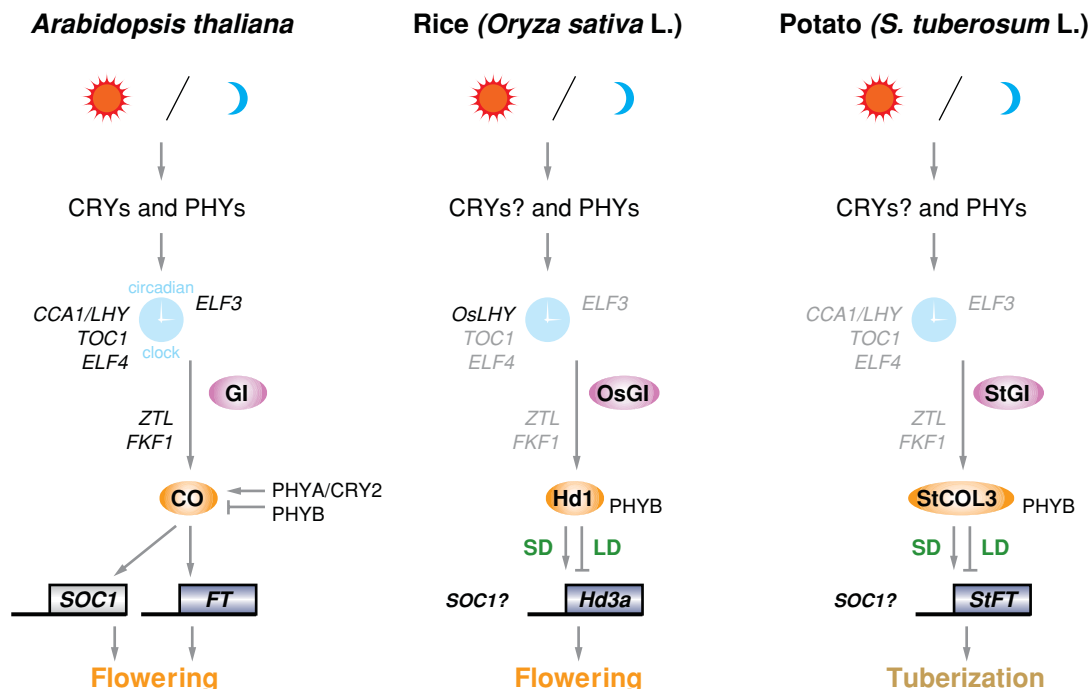 Arabidopsis thaliana
CRYs and PHYs
circadian
ELF3
CCA1/LHY
TOC1
clock
ELF4
GI
ZTL
FKF1
CO
PHYA/CRY2
PHYB
SOC1
FT
Flowering
Rice (Oryza sativa L.)
CRYs? and PHYs
ELF3
OsLHY
TOC1
ELF4
OsGI
ZTL
FKF1
Hd1
PHYB
SD
LD
SOC1?
Hd3a
Flowering
Potato (S. tuberosum L.)
CRYs? and PHYs
ELF3
CCA1/LHY
TOC1
ELF4
StGI
ZTL
FKF1
StCOL3
PHYB
SD
LD
SOC1?
StFT
Tuberization